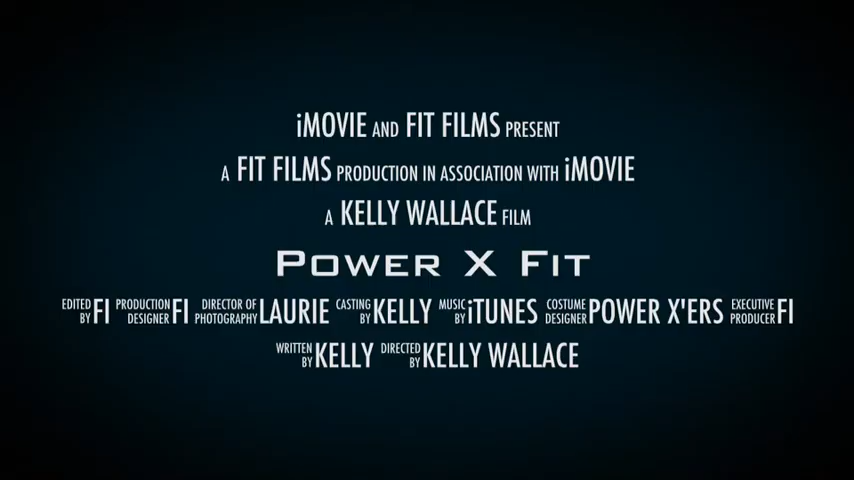 iMOVIE AND FIT FILMS PRESENT
A FIT FILMS PRODUCTION IN ASSOCIATION WITH iMOVIE
A KELLY WALLACE FILM
POWER X FIT
EDITED BY FI PRODUCTION DESIGNER FI DIRECTOR OF PHOTOGRAPHY LAURIE CASTING BY KELLY MUSIC BY iTUNES COSTUME DESIGNER POWER X'ERS EXECUTIVE PRODUCER FI
WRITTEN BY KELLY DIRECTED BY KELLY WALLACE